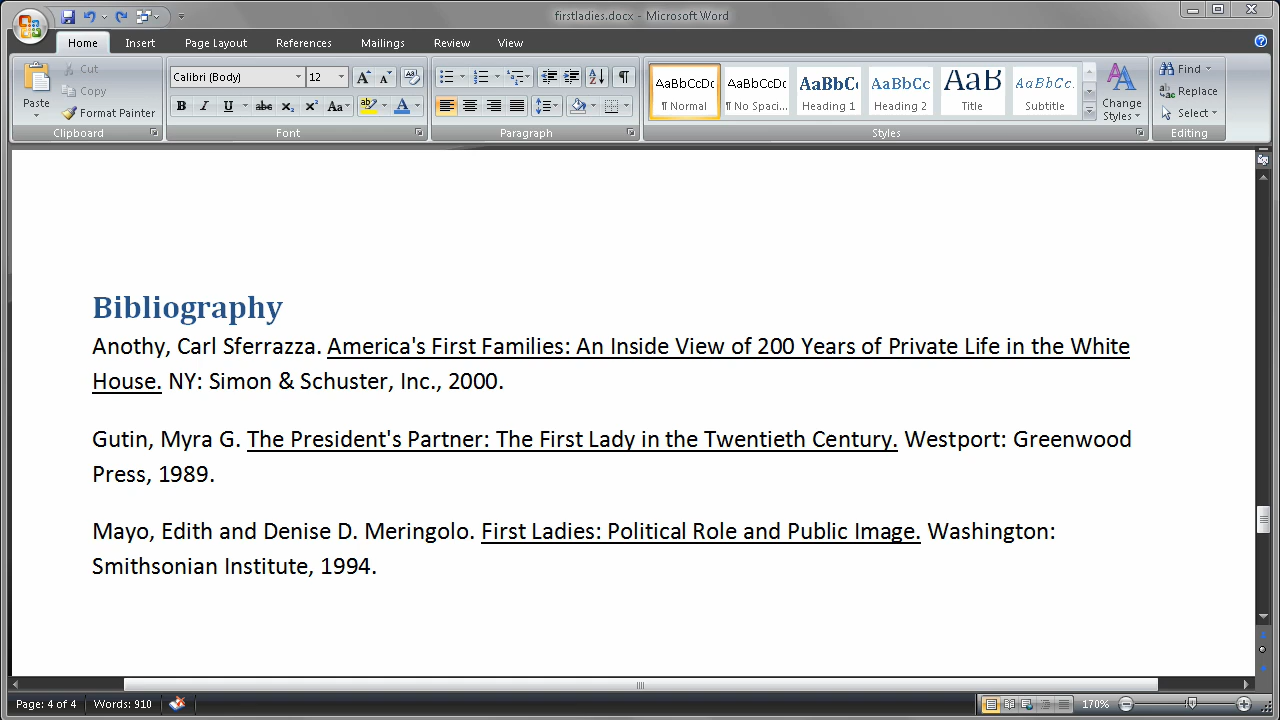 firstladies.docx - Microsoft Word
Home Insert Page Layout References Mailings Review View
Paste
Cut
Copy
Format Painter
Clipboard
Calibri (Body) 12
B I U abc x₂ x² Aa
Font
Paragraph
AaBbCcDc AaBbCcDc AaBbCc AaBbCc AaB AaBbCc.
¶ Normal ¶ No Spaci... Heading 1 Heading 2 Title Subtitle
Change Styles
Styles
Find
Replace
Select
Editing
Bibliography
Anothy, Carl Sferrazza. America's First Families: An Inside View of 200 Years of Private Life in the White
House. NY: Simon & Schuster, Inc., 2000.
Gutin, Myra G. The President's Partner: The First Lady in the Twentieth Century. Westport: Greenwood
Press, 1989.
Mayo, Edith and Denise D. Meringolo. First Ladies: Political Role and Public Image. Washington:
Smithsonian Institute, 1994.
Page: 4 of 4 Words: 910 170%